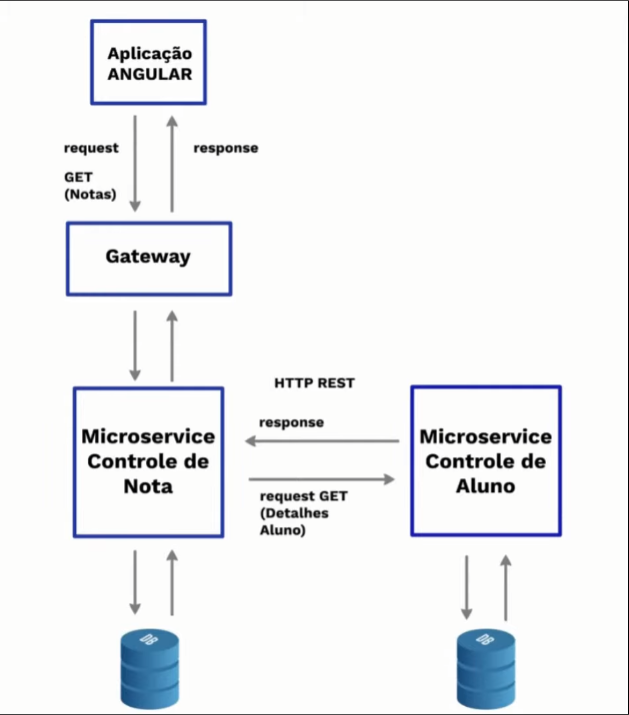 Aplicação
ANGULAR
request
response
GET
(Notas)
Gateway
HTTP REST
response
Microservice
Controle de
Nota
Microservice
Controle de
Aluno
request GET
(Detalhes
Aluno)
DB
DB